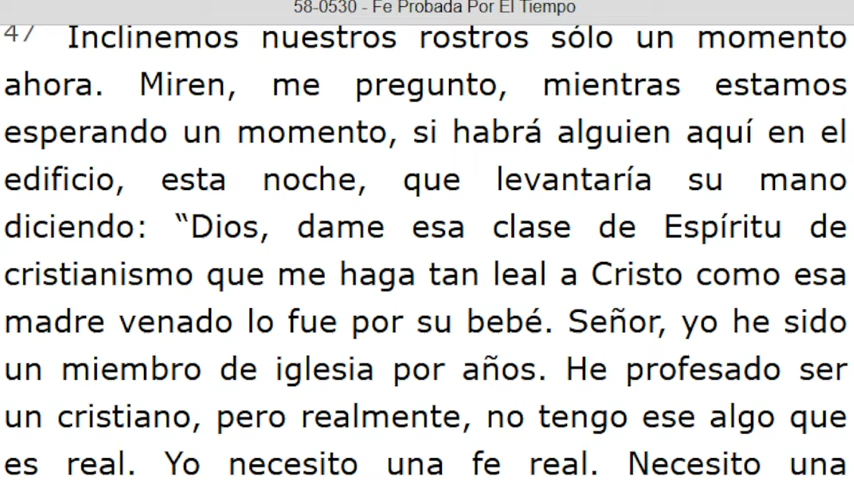 58-0530 - Fe Probada Por El Tiempo
47 Inclinemos nuestros rostros sólo un momento
ahora. Miren, me pregunto, mientras estamos
esperando un momento, si habrá alguien aquí en el
edificio, esta noche, que levantaría su mano
diciendo: “Dios, dame esa clase de Espíritu de
cristianismo que me haga tan leal a Cristo como esa
madre venado lo fue por su bebé. Señor, yo he sido
un miembro de iglesia por años. He profesado ser
un cristiano, pero realmente, no tengo ese algo que
es real. Yo necesito una fe real. Necesito una